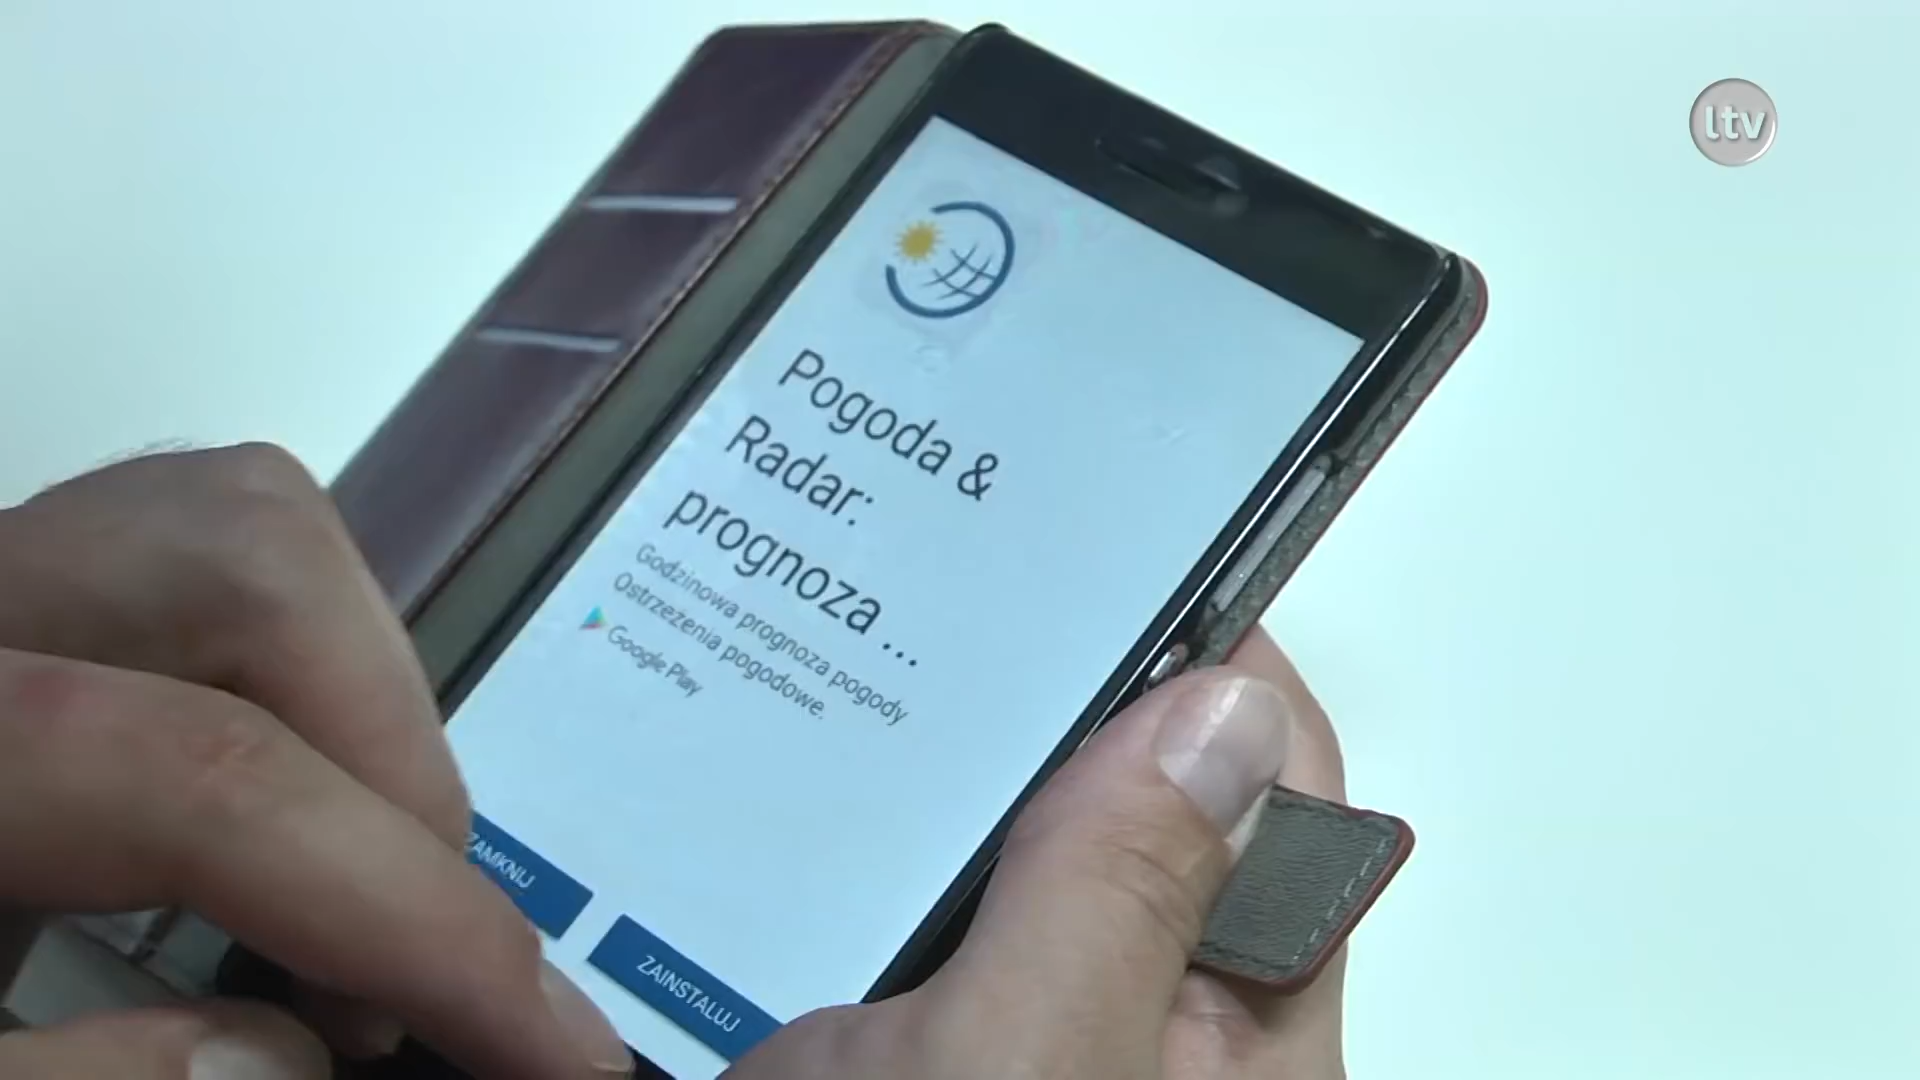 ltv
Pogoda &
Radar:
prognoza ...
Godzinowa prognoza pogody
Ostrzeżenia pogodowe.
Google Play
ZAMKNIJ
ZAINSTALUJ